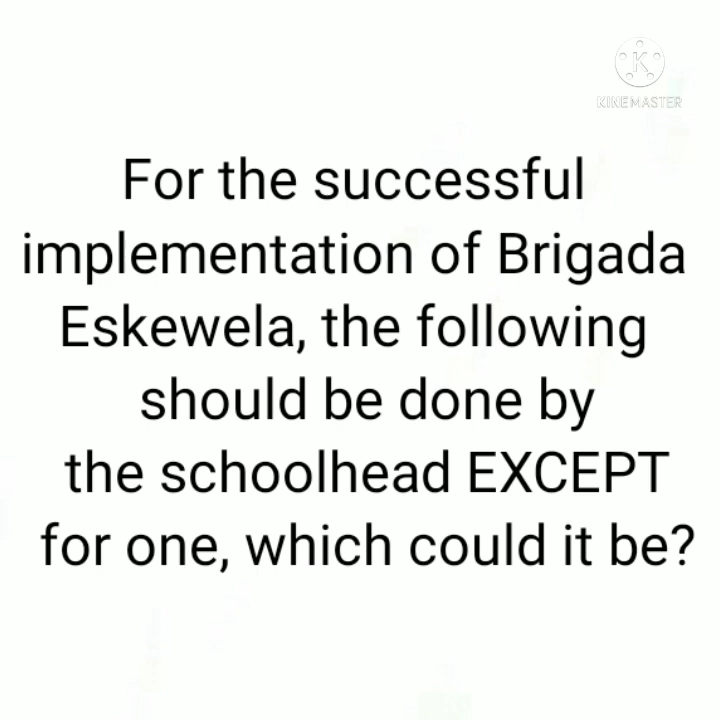 K
KINEMASTER
For the successful
implementation of Brigada
Eskewela, the following
should be done by
the schoolhead EXCEPT
for one, which could it be?